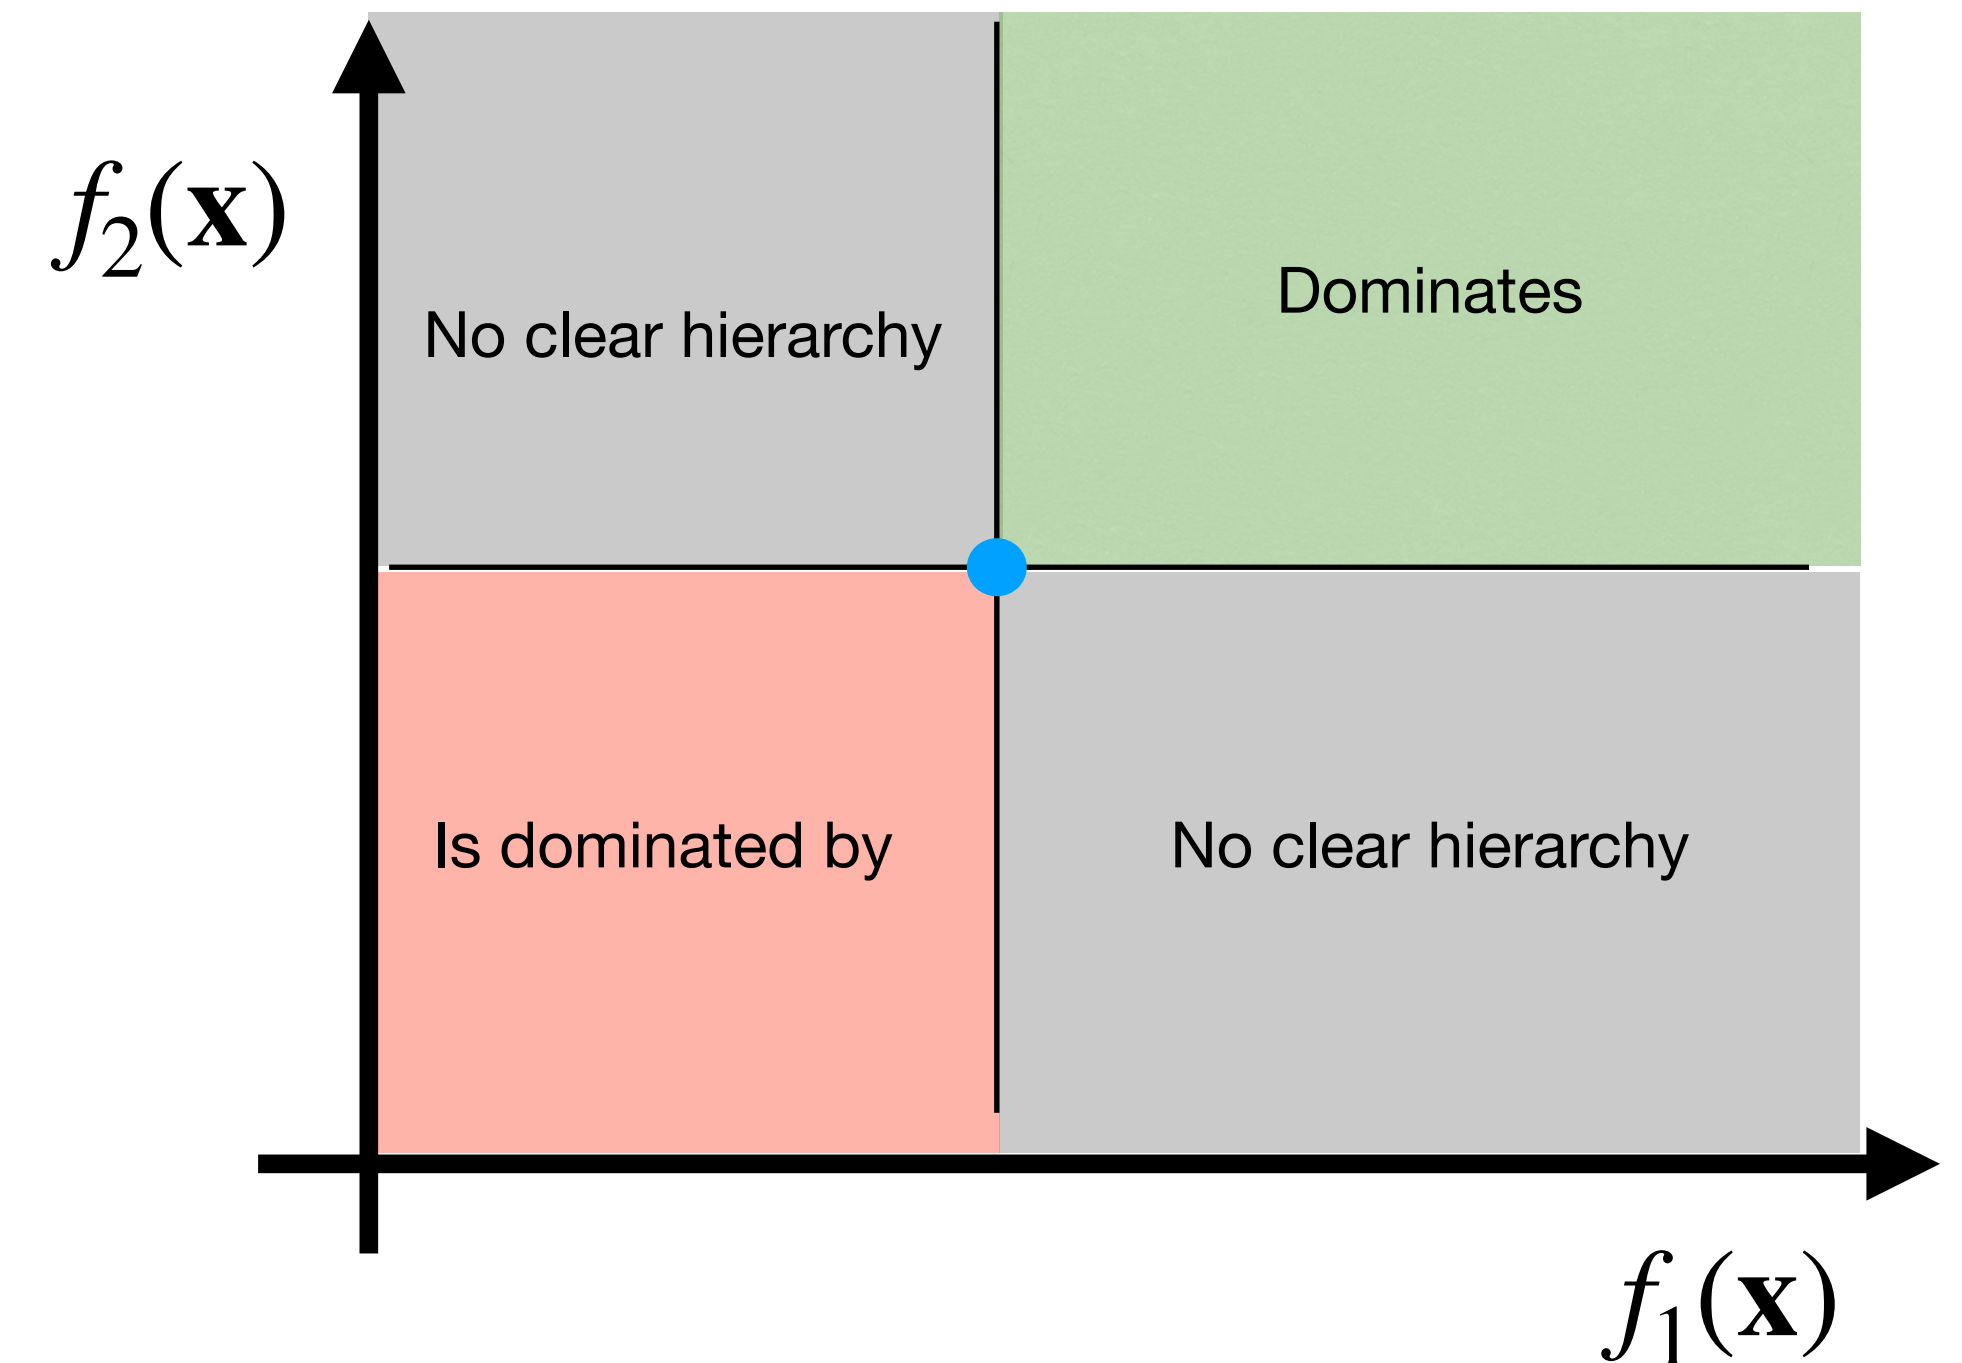 f₂(𝐱)
Dominates
No clear hierarchy
Is dominated by
No clear hierarchy
f₁(𝐱)